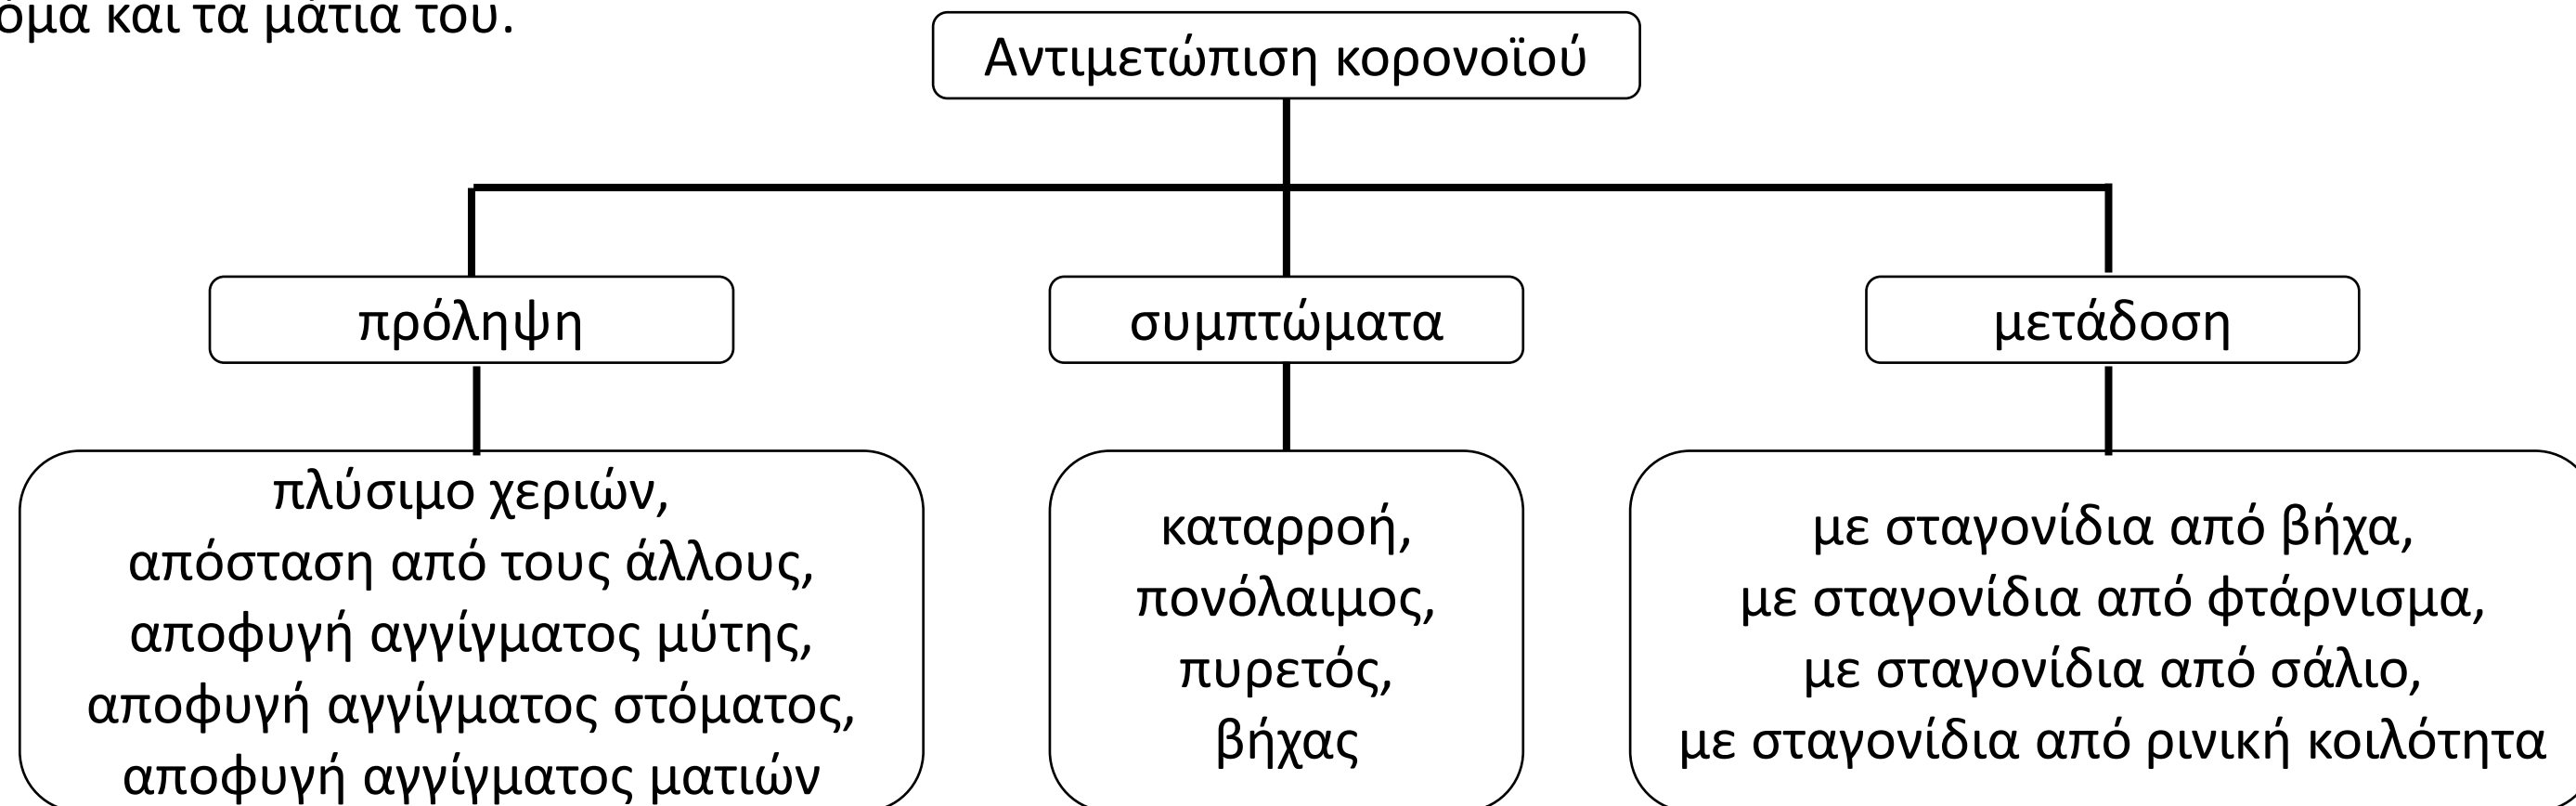 και τα μάτια του.
Αντιμετώπιση κορονοϊού
πρόληψη
συμπτώματα
μετάδοση
πλύσιμο χεριών,
απόσταση από τους άλλους,
αποφυγή αγγίγματος μύτης,
αποφυγή αγγίγματος στόματος,
αποφυγή αγγίγματος ματιών
καταρροή,
πονόλαιμος,
πυρετός,
βήχας
με σταγονίδια από βήχα,
με σταγονίδια από φτάρνισμα,
με σταγονίδια από σάλιο,
με σταγονίδια από ρινική κοιλότητα